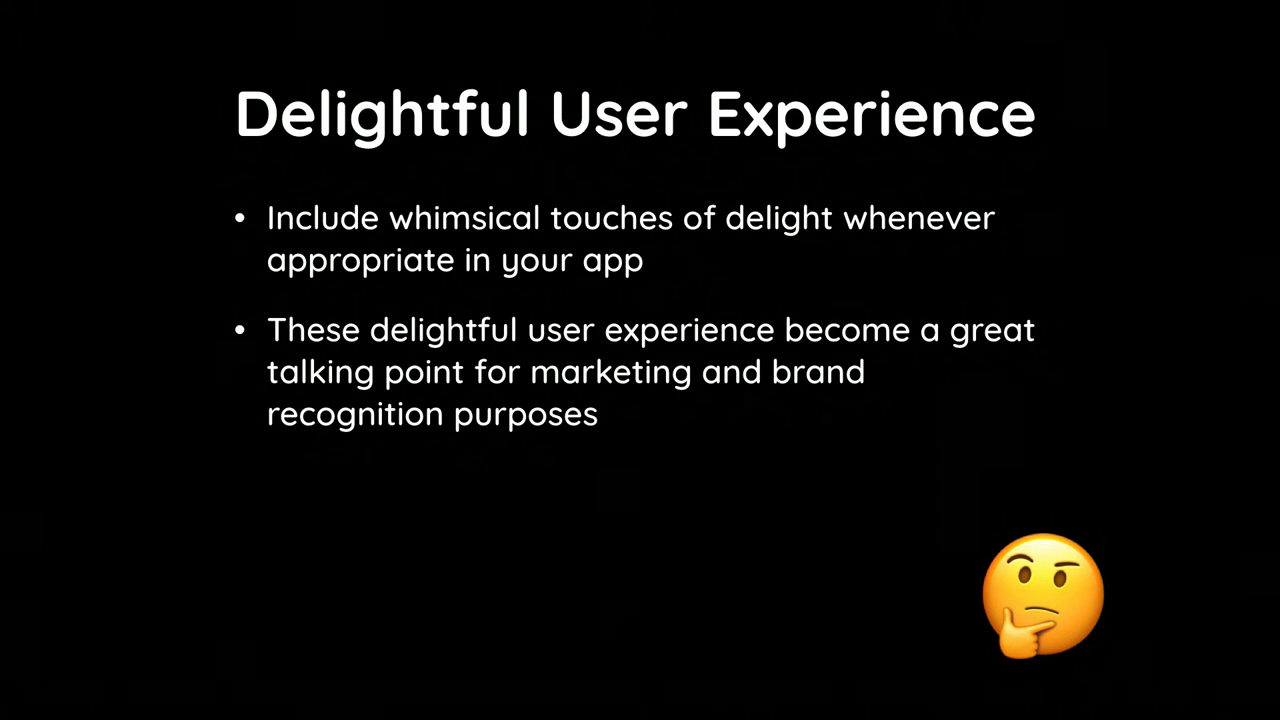 Delightful User Experience
• Include whimsical touches of delight whenever
appropriate in your app
• These delightful user experience become a great
talking point for marketing and brand
recognition purposes